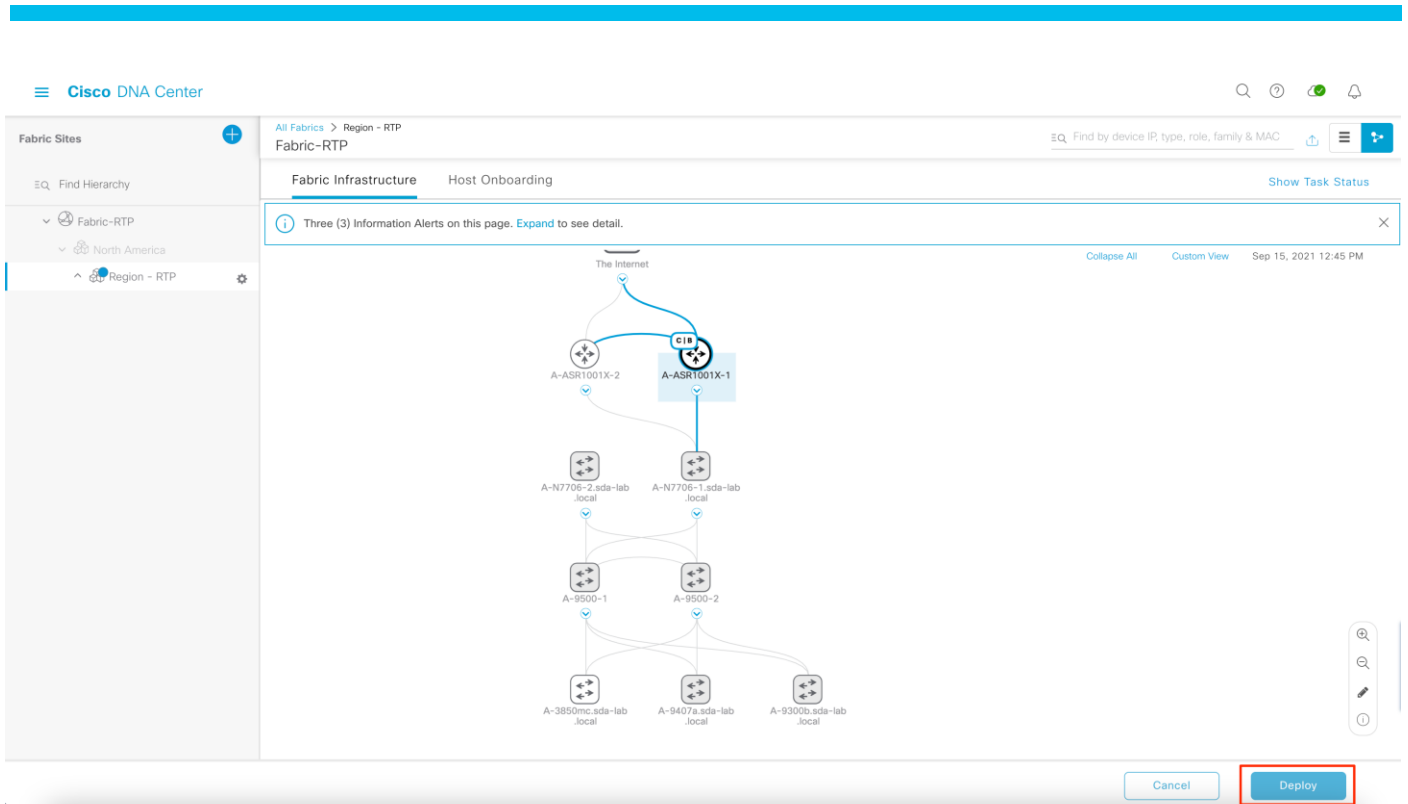 Cisco DNA Center
Fabric Sites
All Fabrics > Region - RTP
Fabric-RTP
Find by device IP, type, role, family & MAC
Find Hierarchy
Fabric Infrastructure Host Onboarding Show Task Status
Fabric-RTP
Three (3) Information Alerts on this page. Expand to see detail.
North America
The Internet
Collapse All Custom View Sep 15, 2021 12:45 PM
Region - RTP
C|B
A-ASR1001X-2 A-ASR1001X-1
A-N7706-2.sda-lab A-N7706-1.sda-lab
.local .local
A-9500-1 A-9500-2
A-3850mc.sda-lab A-9407a.sda-lab A-9300b.sda-lab
.local .local .local
Cancel Deploy